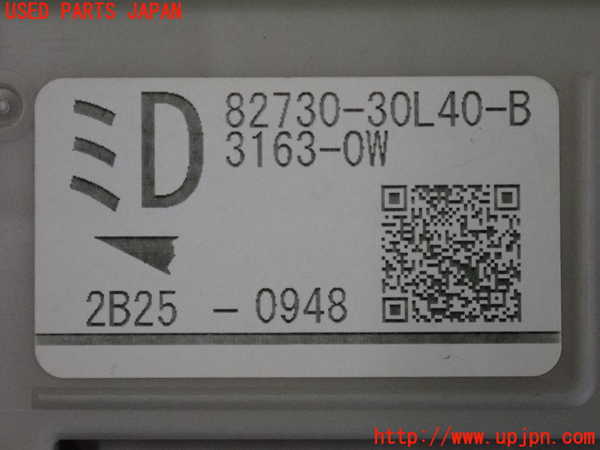 USED PARTS JAPAN
D
82730-30L40-B
3163-0W
2B25 - 0948
http://www.upjpn.com/